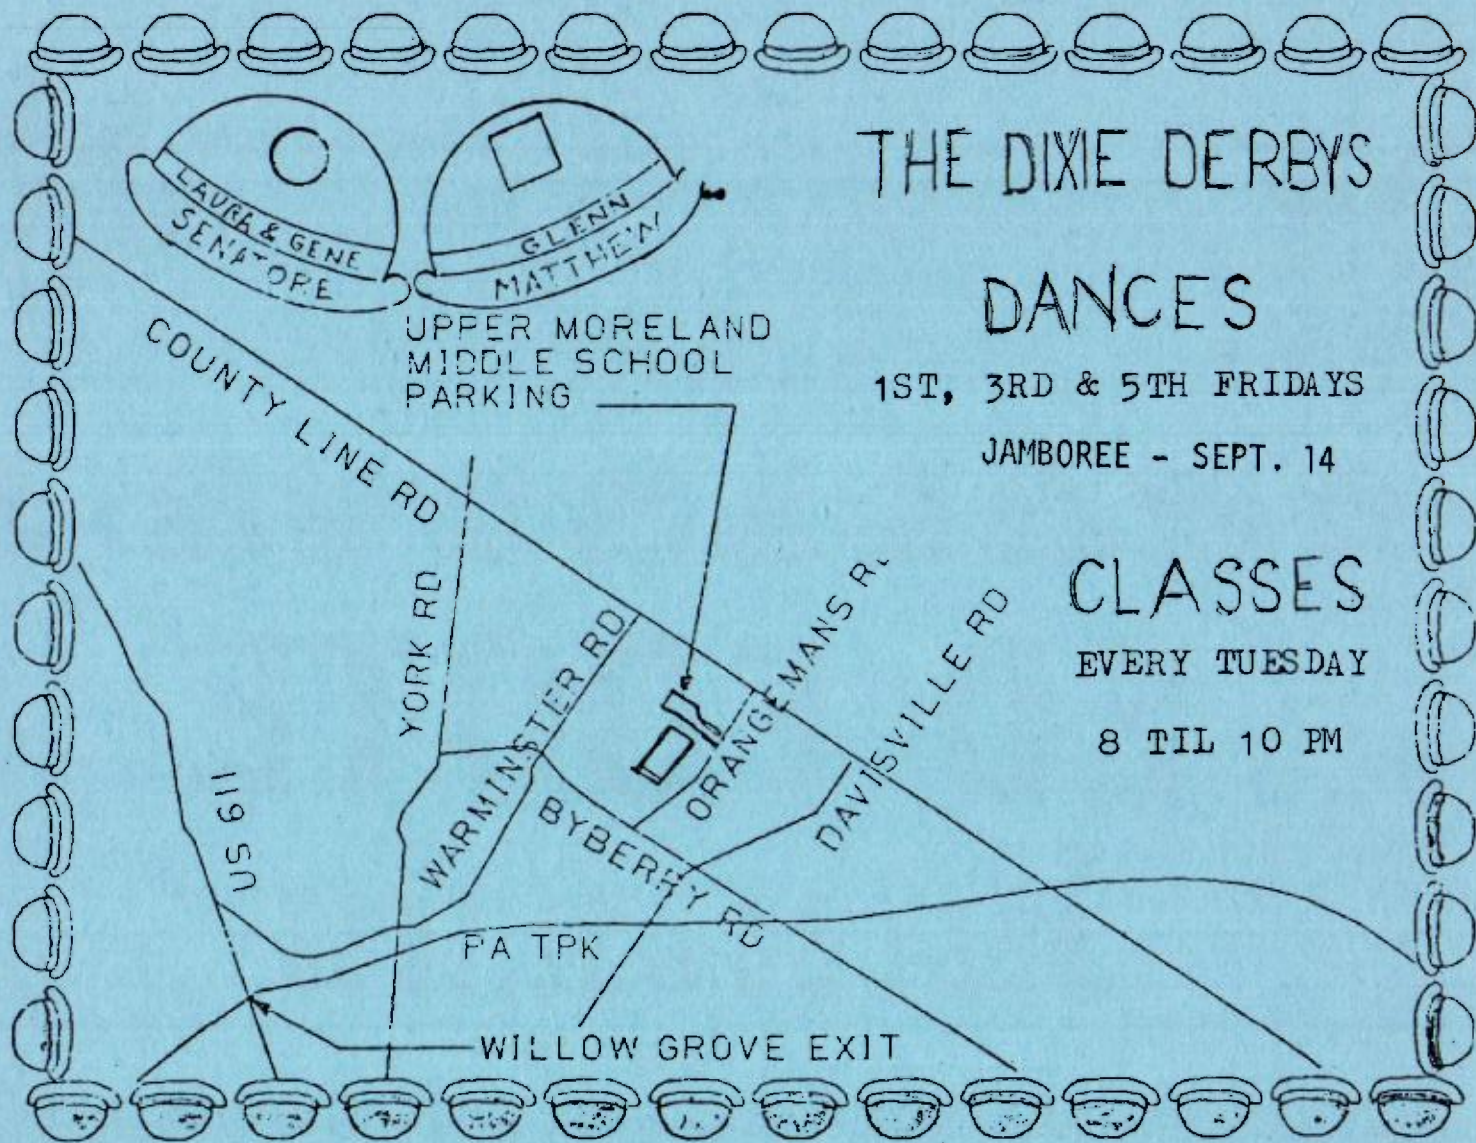 THE DIXIE DERBYS
LAURA & GENE
SENATORE
GLENN
MATTHEW
DANCES
1ST, 3RD & 5TH FRIDAYS
JAMBOREE - SEPT. 14
CLASSES
EVERY TUESDAY
8 TIL 10 PM
UPPER MORELAND
MIDDLE SCHOOL
PARKING
COUNTY LINE RD
YORK RD
WARMINSTER RD
ORANGEMANS RD
DAVISVILLE RD
BYBERRY RD
US 611
PA TPK
WILLOW GROVE EXIT